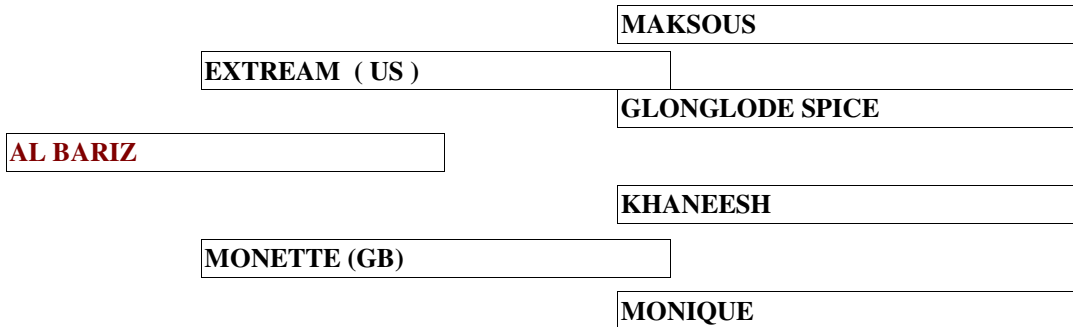 MAKSOUS
EXTREAM ( US )
GLONGLODE SPICE
AL BARIZ
KHANEESH
MONETTE (GB)
MONIQUE